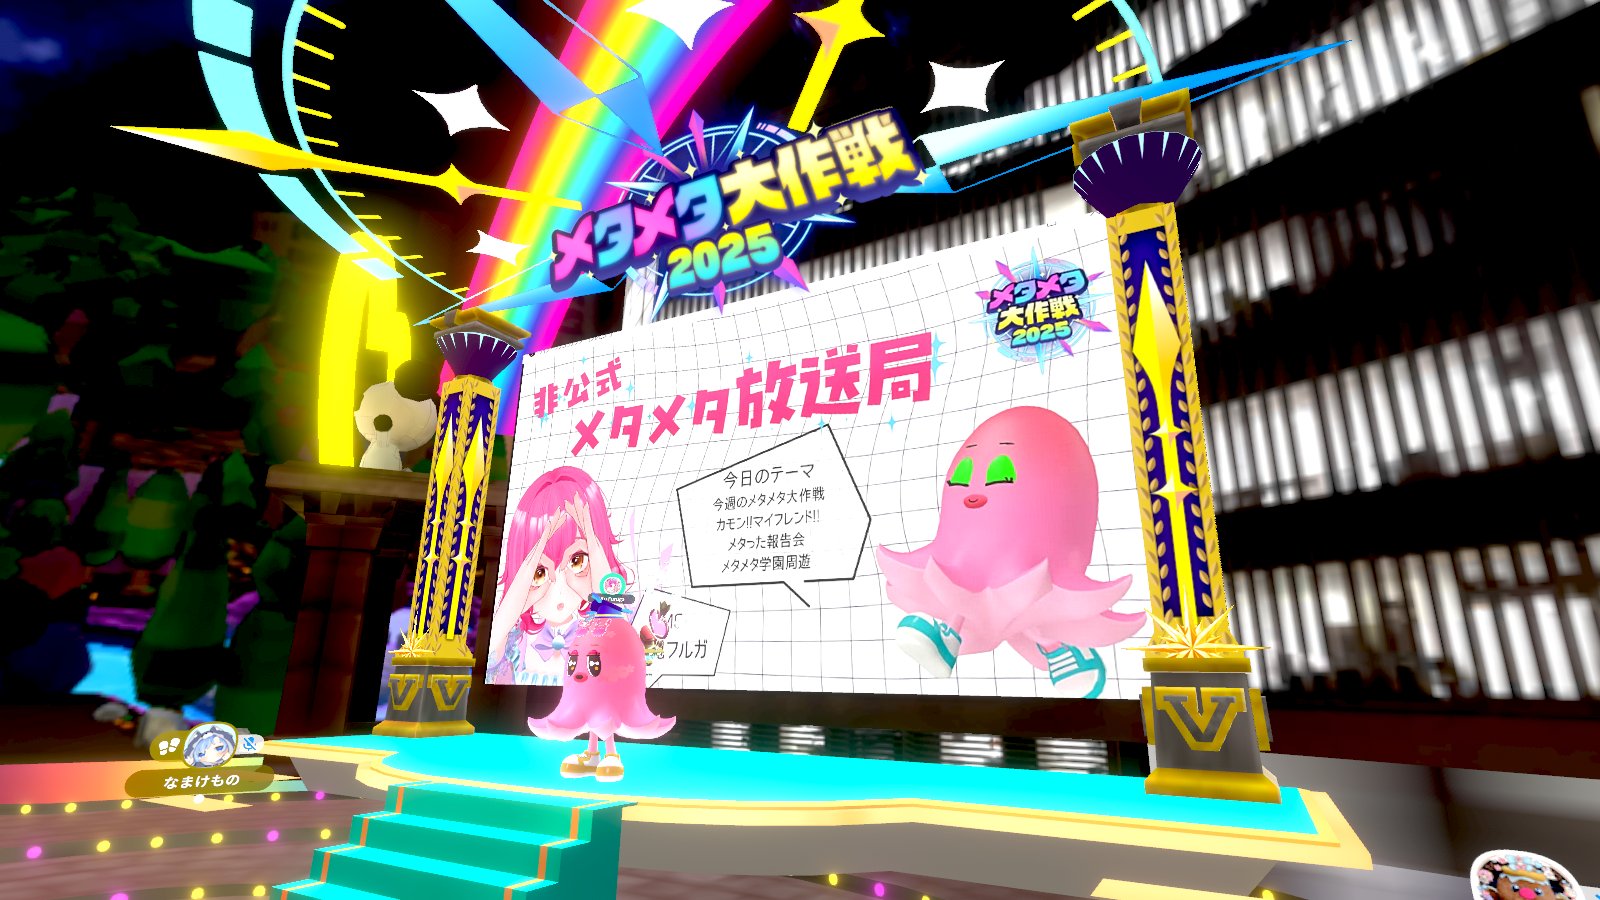 メタメタ大作戦
2025
メタメタ
大作戦
2025
非公式
メタメタ放送局
今日のテーマ
今週のメタメタ大作戦
カモン!!マイフレンド!!
メタった報告会
メタメタ学園周遊
フルガ
なまけもの
V V
V